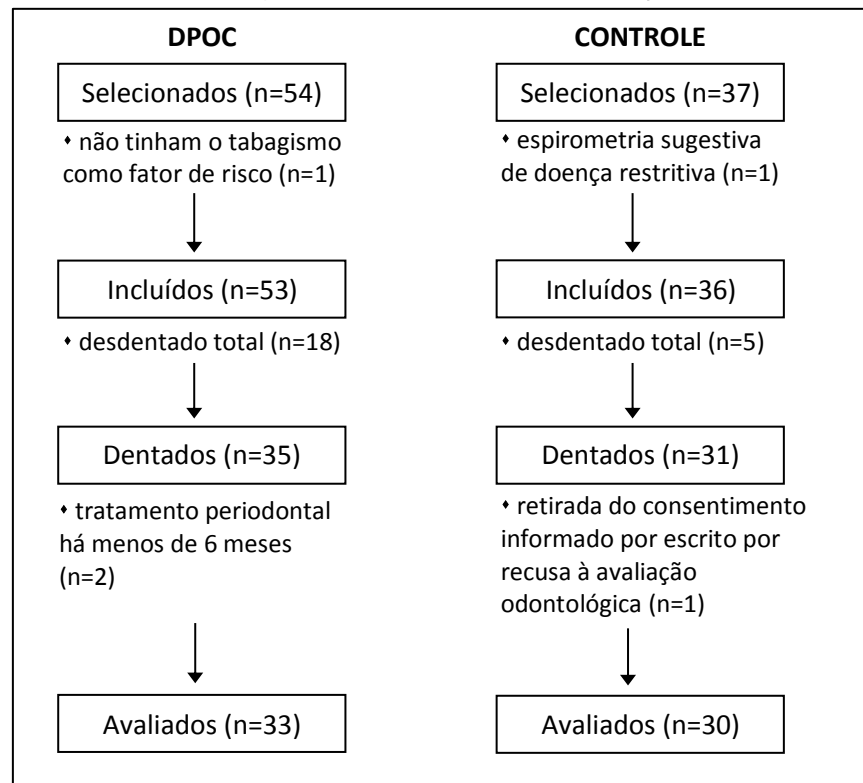 DPOC
Selecionados (n=54)
♦ não tinham o tabagismo
como fator de risco (n=1)
Incluídos (n=53)
♦ desdentado total (n=18)
Dentados (n=35)
♦ tratamento periodontal
há menos de 6 meses
(n=2)
Avaliados (n=33)
CONTROLE
Selecionados (n=37)
♦ espirometria sugestiva
de doença restritiva (n=1)
Incluídos (n=36)
♦ desdentado total (n=5)
Dentados (n=31)
♦ retirada do consentimento
informado por escrito por
recusa à avaliação
odontológica (n=1)
Avaliados (n=30)